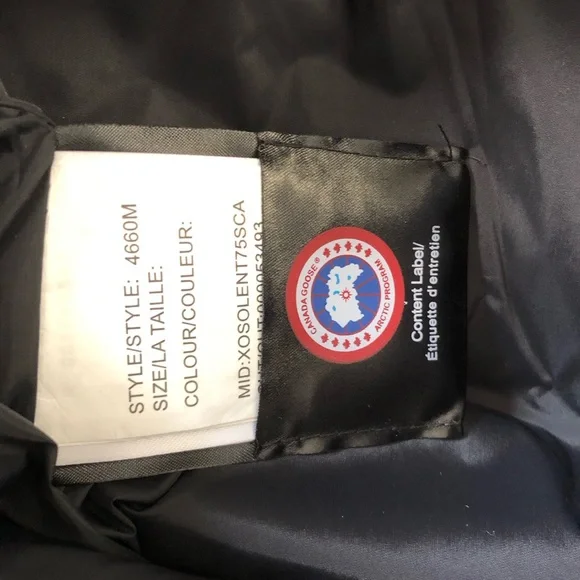 STYLE/STYLE: 4660M
SIZE/LA TAILLE:
COLOUR/COULEUR:
MID:XOSOLENT75SCA
CANADA GOOSE®
ARCTIC PROGRAM
Content Label/
Étiquette d'entretien